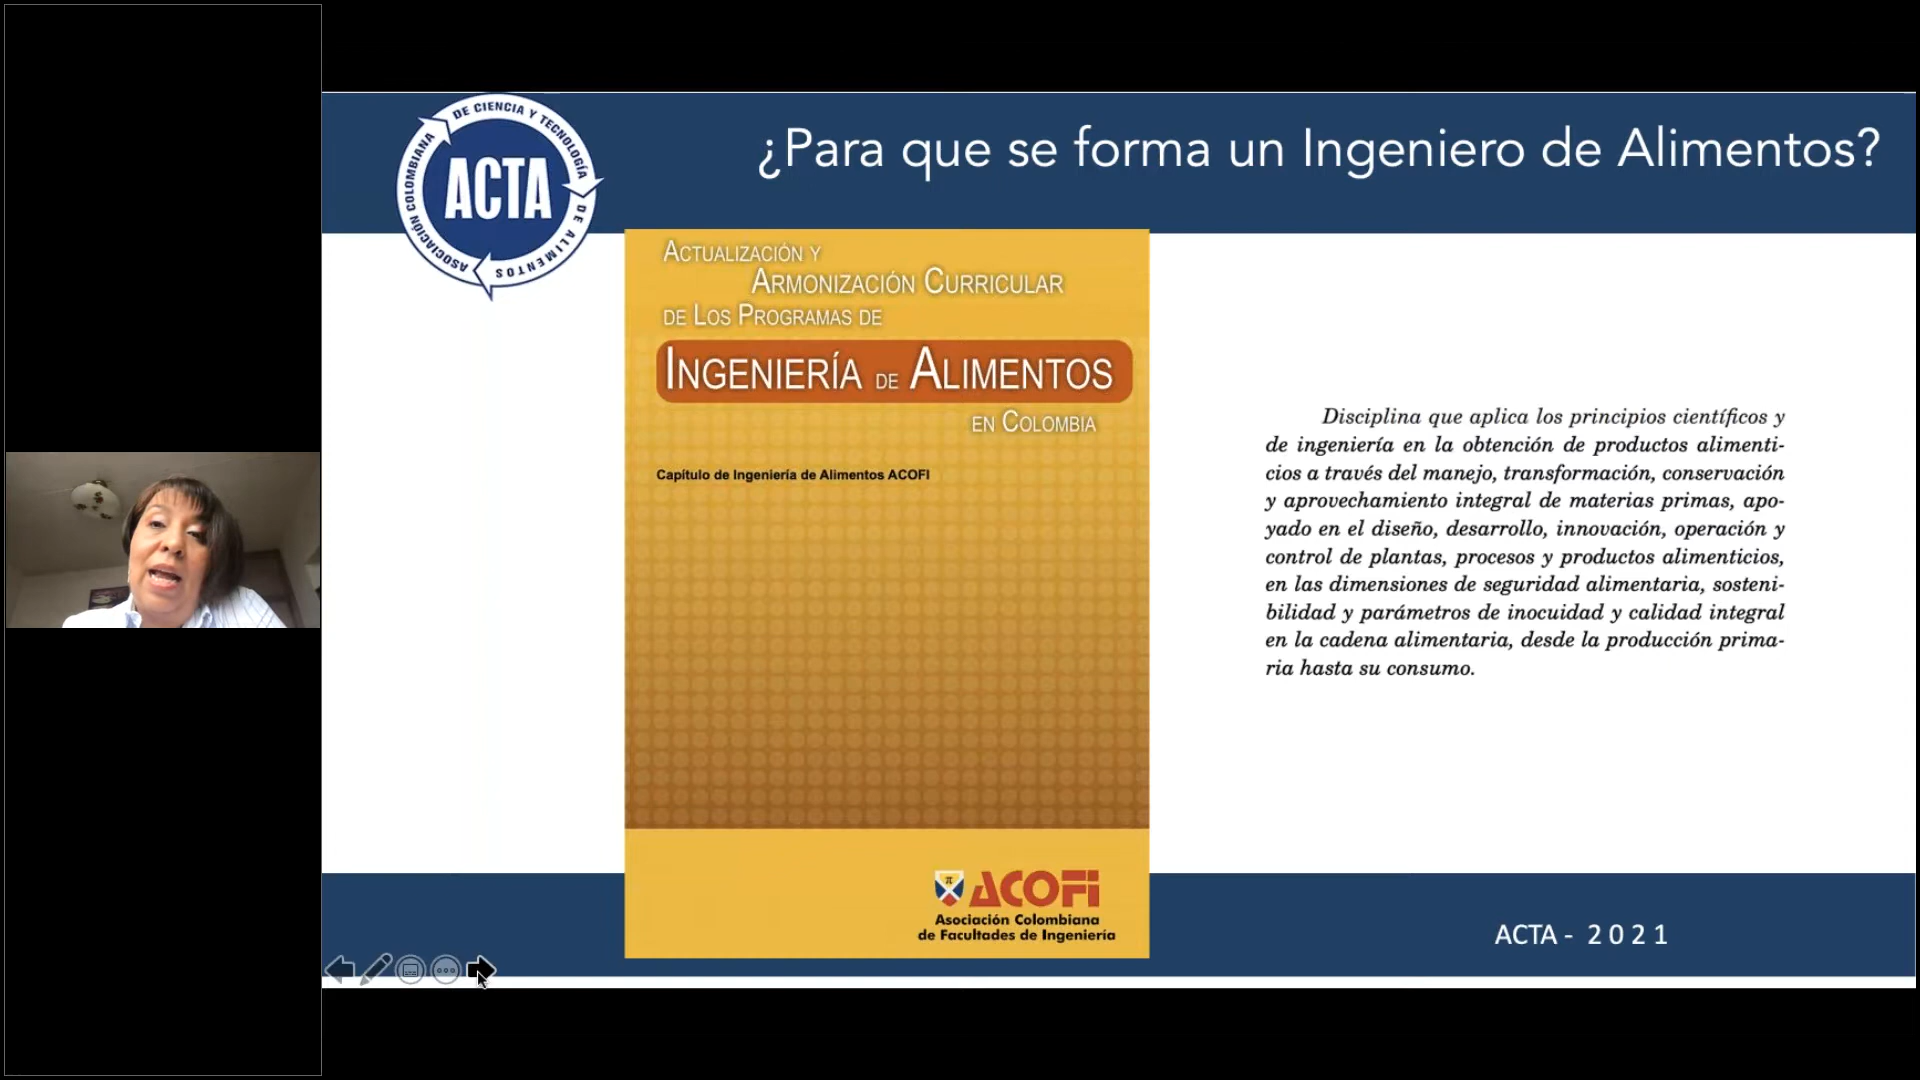 ASOCIACIÓN COLOMBIANA DE CIENCIA Y TECNOLOGÍA DE ALIMENTOS
ACTA
¿Para que se forma un Ingeniero de Alimentos?
Actualización y
Armonización Curricular
de Los Programas de
Ingeniería de Alimentos
en Colombia
Capítulo de Ingeniería de Alimentos ACOFI
π
ACOFI
Asociación Colombiana
de Facultades de Ingeniería
Disciplina que aplica los principios científicos y
de ingeniería en la obtención de productos alimenti-
cios a través del manejo, transformación, conservación
y aprovechamiento integral de materias primas, apo-
yado en el diseño, desarrollo, innovación, operación y
control de plantas, procesos y productos alimenticios,
en las dimensiones de seguridad alimentaria, sosteni-
bilidad y parámetros de inocuidad y calidad integral
en la cadena alimentaria, desde la producción prima-
ria hasta su consumo.
ACTA - 2 0 2 1